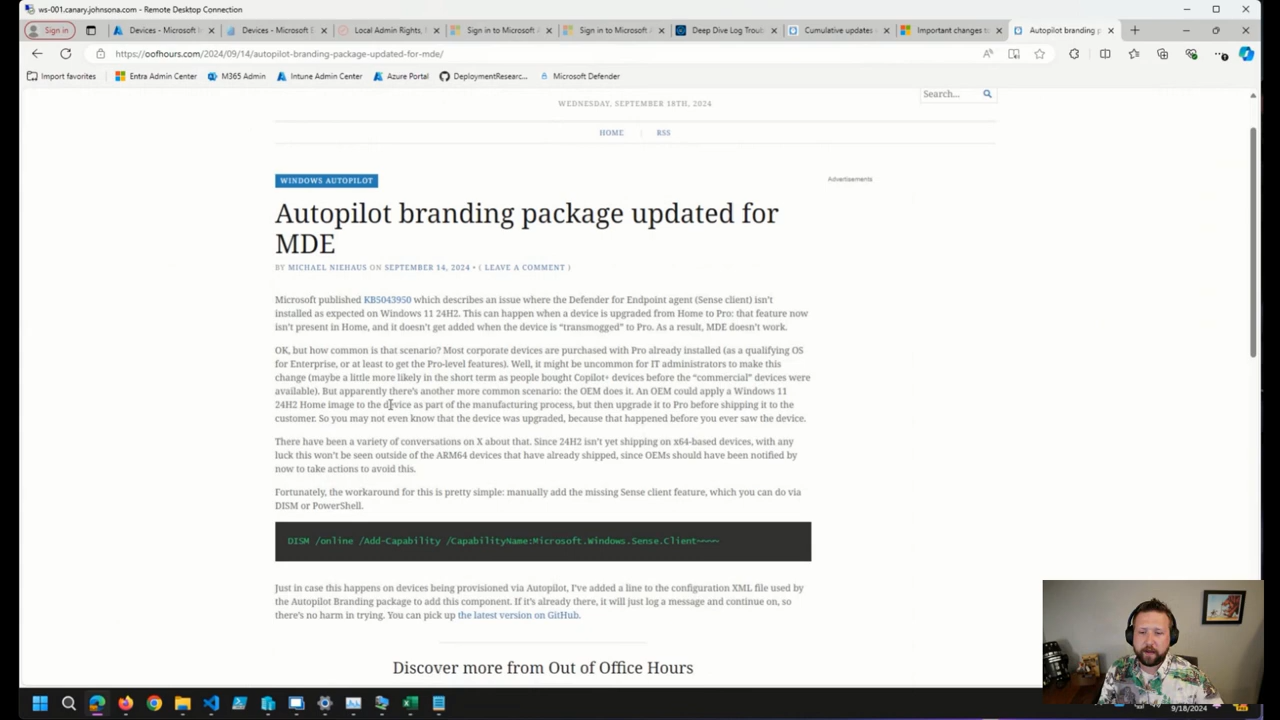 ws-001.canary.johnsona.com - Remote Desktop Connection
Sign in
Devices - Microsoft In
Devices - Microsoft E
Local Admin Rights,
Sign in to Microsoft
Sign in to Microsoft
Deep Dive Log Troub
Cumulative updates
Important changes t
Autopilot branding p
https://oofhours.com/2024/09/14/autopilot-branding-package-updated-for-mde/
Import favorites
Entra Admin Center
M365 Admin
Intune Admin Center
Azure Portal
DeploymentResearc...
Microsoft Defender
WEDNESDAY, SEPTEMBER 18TH, 2024
Search...
HOME
RSS
WINDOWS AUTOPILOT
Advertisements
Autopilot branding package updated for
MDE
BY MICHAEL NIEHAUS ON SEPTEMBER 14, 2024 • ( LEAVE A COMMENT )
Microsoft published KB5043950 which describes an issue where the Defender for Endpoint agent (Sense client) isn't
installed as expected on Windows 11 24H2. This can happen when a device is upgraded from Home to Pro: that feature now
isn't present in Home, and it doesn't get added when the device is "transmogged" to Pro. As a result, MDE doesn't work.
OK, but how common is that scenario? Most corporate devices are purchased with Pro already installed (as a qualifying OS
for Enterprise, or at least to get the Pro-level features). Well, it might be uncommon for IT administrators to make this
change (maybe a little more likely in the short term as people bought Copilot+ devices before the "commercial" devices were
available). But apparently there's another more common scenario: the OEM does it. An OEM could apply a Windows 11
24H2 Home image to the device as part of the manufacturing process, but then upgrade it to Pro before shipping it to the
customer. So you may not even know that the device was upgraded, because that happened before you ever saw the device.
There have been a variety of conversations on X about that. Since 24H2 isn't yet shipping on x64-based devices, with any
luck this won't be seen outside of the ARM64 devices that have already shipped, since OEMs should have been notified by
now to take actions to avoid this.
Fortunately, the workaround for this is pretty simple: manually add the missing Sense client feature, which you can do via
DISM or PowerShell.
DISM /online /Add-Capability /CapabilityName:Microsoft.Windows.Sense.Client~~~~
Just in case this happens on devices being provisioned via Autopilot, I've added a line to the configuration XML file used by
the Autopilot Branding package to add this component. If it's already there, it will just log a message and continue on, so
there's no harm in trying. You can pick up the latest version on GitHub.
Discover more from Out of Office Hours
9/18/2024